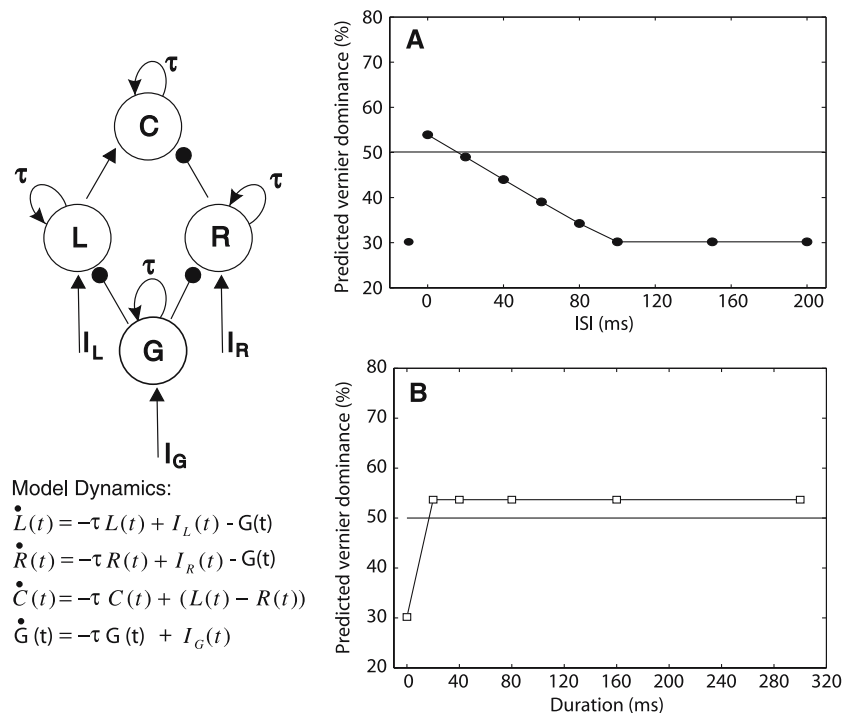 τ
C
τ
τ
L
R
τ
G
I_L
I_R
I_G
Model Dynamics:
L̇(t) = −τ L(t) + I_L(t) - G(t)
Ṙ(t) = −τ R(t) + I_R(t) - G(t)
Ċ(t) = −τ C(t) + (L(t) − R(t))
Ġ(t) = −τ G(t) + I_G(t)
A
Predicted vernier dominance (%)
80
70
60
50
40
30
20
0 40 80 120 160 200
ISI (ms)
B
Predicted vernier dominance (%)
80
70
60
50
40
30
20
0 40 80 120 160 200 240 280 320
Duration (ms)